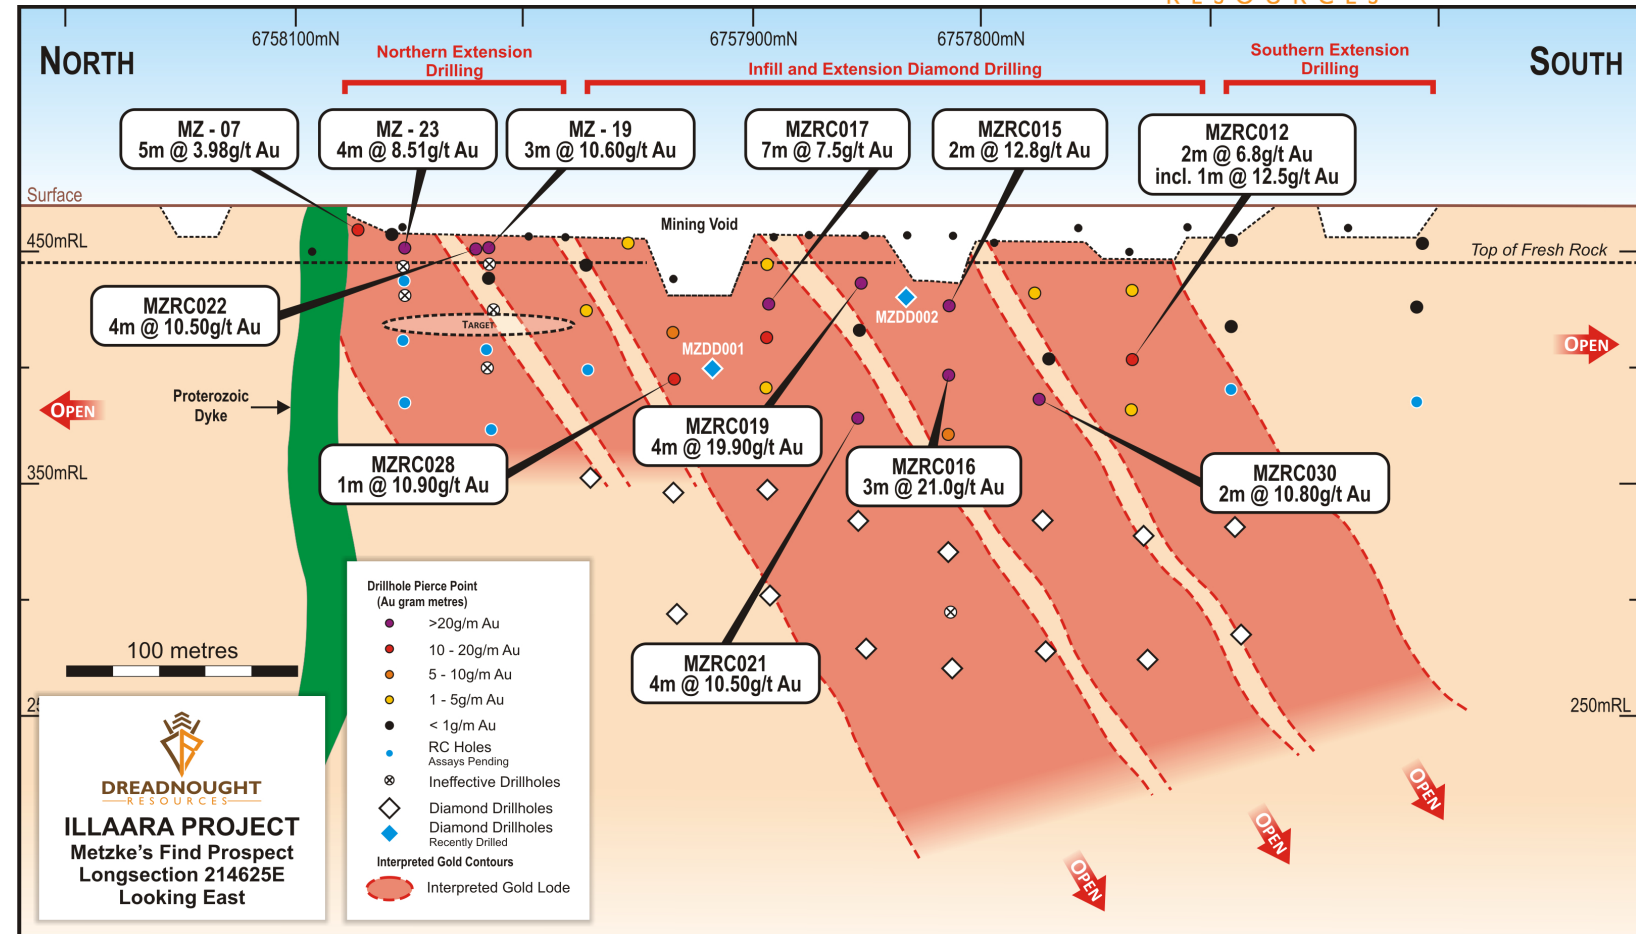 RESOURCES
6758100mN
6757900mN
6757800mN
NORTH
Northern Extension
Drilling
Infill and Extension Diamond Drilling
Southern Extension
Drilling
SOUTH
MZ - 07
5m @ 3.98g/t Au
MZ - 23
4m @ 8.51g/t Au
MZ - 19
3m @ 10.60g/t Au
MZRC017
7m @ 7.5g/t Au
MZRC015
2m @ 12.8g/t Au
MZRC012
2m @ 6.8g/t Au
incl. 1m @ 12.5g/t Au
Surface
Mining Void
450mRL
Top of Fresh Rock
MZRC022
4m @ 10.50g/t Au
TARGET
MZDD002
MZDD001
OPEN
OPEN
Proterozoic
Dyke
MZRC019
4m @ 19.90g/t Au
MZRC028
1m @ 10.90g/t Au
MZRC016
3m @ 21.0g/t Au
MZRC030
2m @ 10.80g/t Au
350mRL
MZRC021
4m @ 10.50g/t Au
100 metres
25
250mRL
Drillhole Pierce Point
(Au gram metres)
>20g/m Au
10 - 20g/m Au
5 - 10g/m Au
1 - 5g/m Au
< 1g/m Au
RC Holes
Assays Pending
Ineffective Drillholes
Diamond Drillholes
Diamond Drillholes
Recently Drilled
Interpreted Gold Contours
Interpreted Gold Lode
DREADNOUGHT
RESOURCES
ILLAARA PROJECT
Metzke's Find Prospect
Longsection 214625E
Looking East
OPEN
OPEN
OPEN